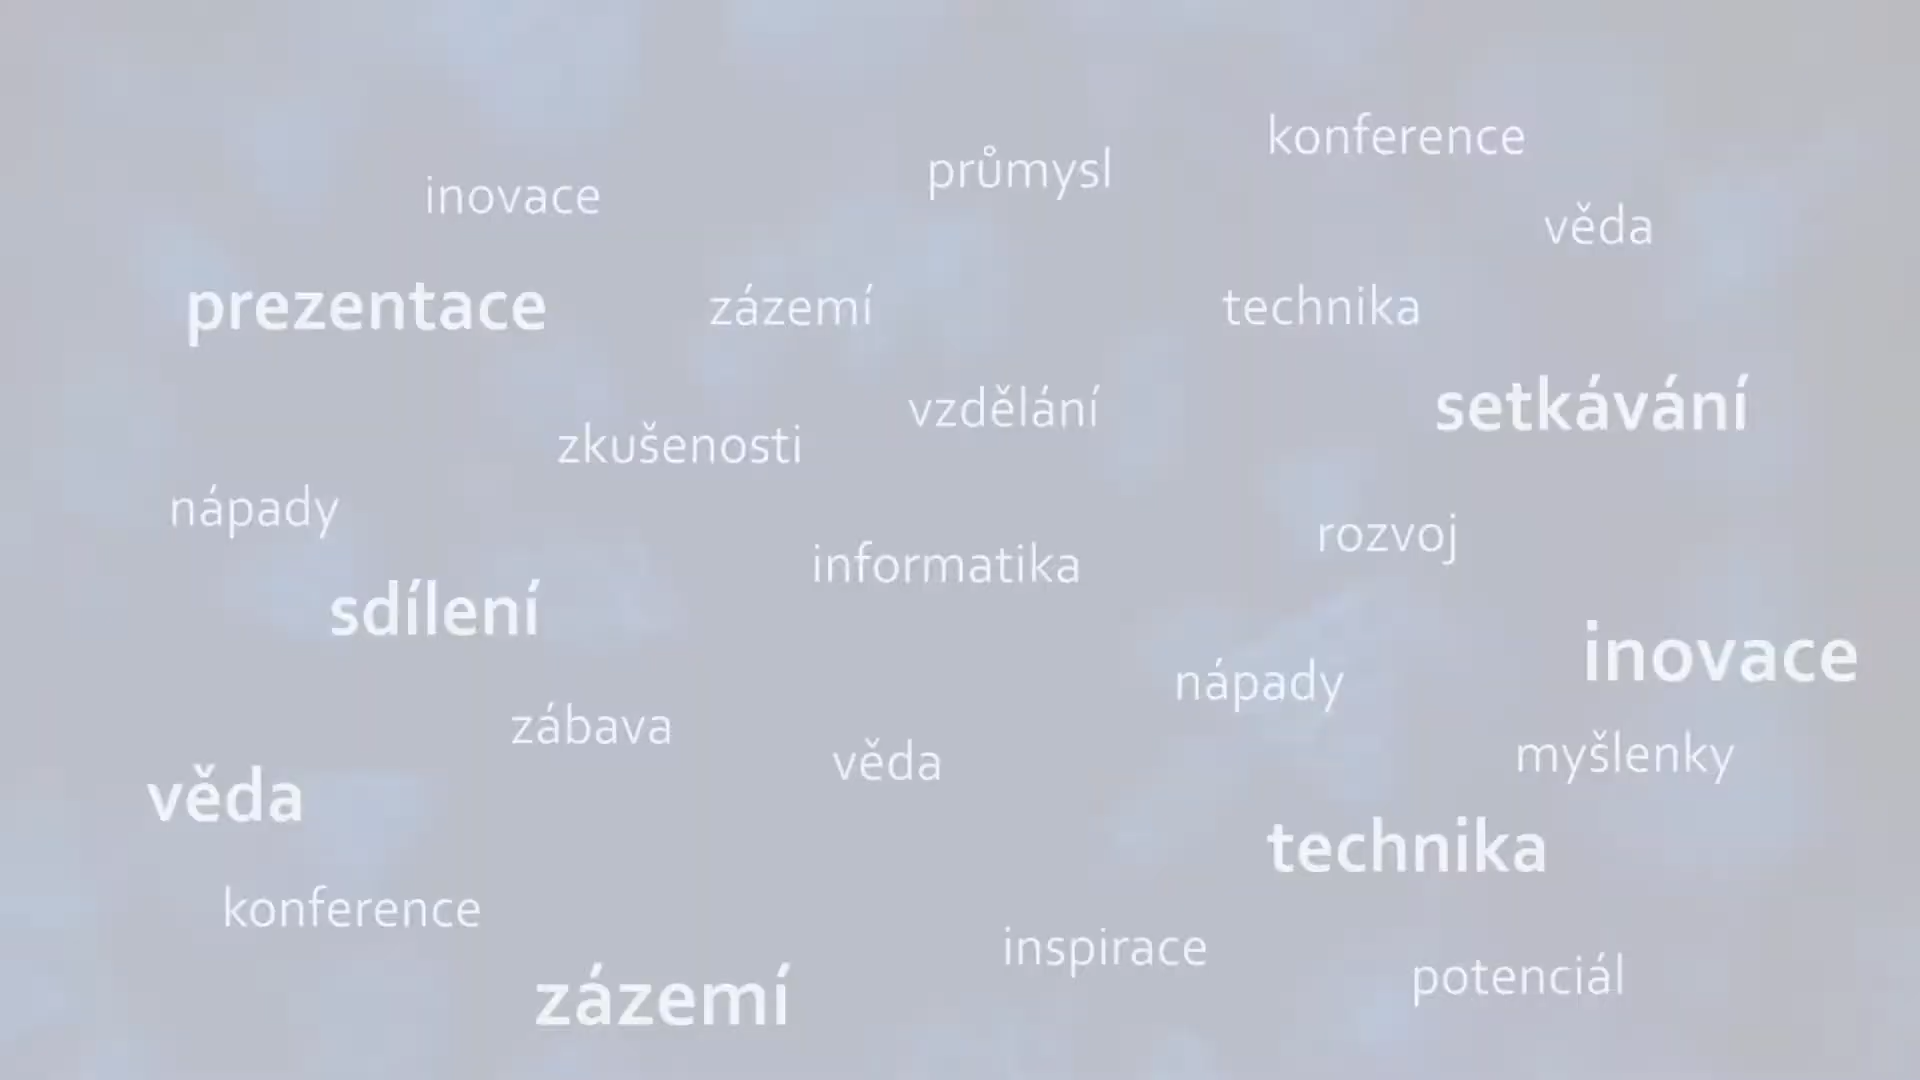 konference
průmysl
inovace
věda
prezentace
zázemí
technika
setkávání
vzdělání
zkušenosti
nápady
rozvoj
informatika
sdílení
inovace
nápady
zábava
myšlenky
věda
věda
technika
konference
inspirace
potenciál
zázemí